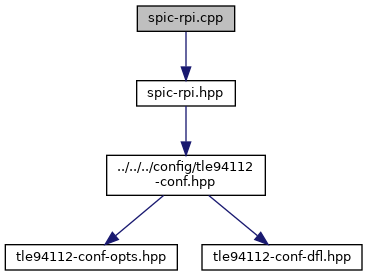 spic-rpi.cpp
spic-rpi.hpp
../../../config/tle94112
-conf.hpp
tle94112-conf-opts.hpp
tle94112-conf-dfl.hpp